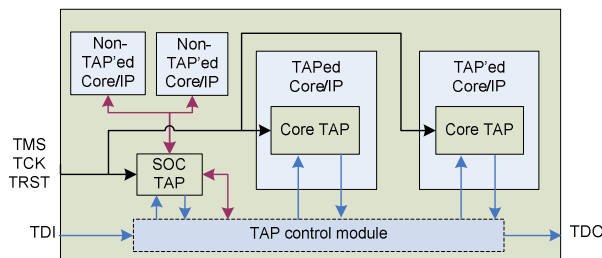 Non-
TAP'ed
Core/IP
Non-
TAP'ed
Core/IP
TAPed
Core/IP
TAP'ed
Core/IP
Core TAP
Core TAP
TMS
TCK
TRST
SOC
TAP
TDI
TAP control module
TDO